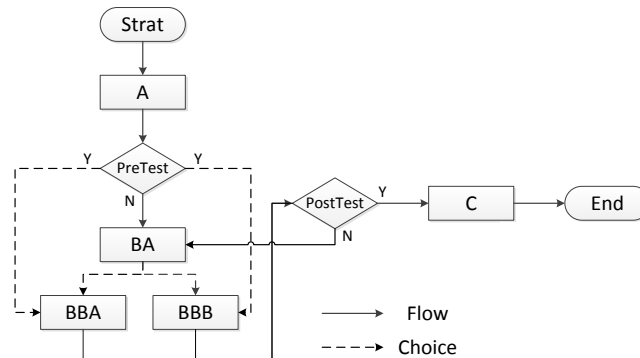 Strat
A
Y
PreTest
Y
N
PostTest
Y
C
End
N
BA
BBA
BBB
Flow
Choice